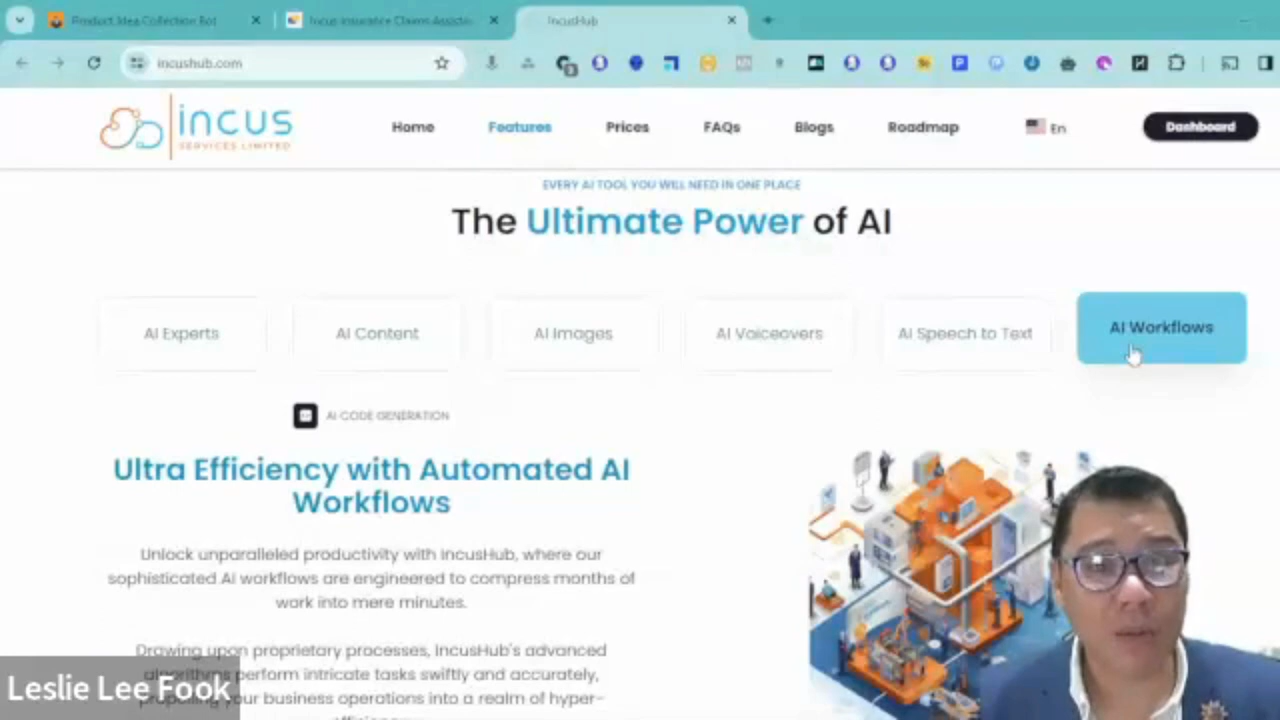 Product Idea Collection Bot
Incus Insurance Claims Assista
IncusHub
incushub.com
incus
SERVICES LIMITED
Home
Features
Prices
FAQs
Blogs
Roadmap
En
Dashboard
EVERY AI TOOL YOU WILL NEED IN ONE PLACE
The Ultimate Power of AI
AI Experts
AI Content
AI Images
AI Voiceovers
AI Speech to Text
AI Workflows
AI CODE GENERATION
Ultra Efficiency with Automated AI
Workflows
Unlock unparalleled productivity with IncusHub, where our
sophisticated AI workflows are engineered to compress months of
work into mere minutes.
Drawing upon proprietary processes, IncusHub's advanced
algorithms perform intricate tasks swiftly and accurately,
propelling your business operations into a realm of hyper-
Leslie Lee Fook